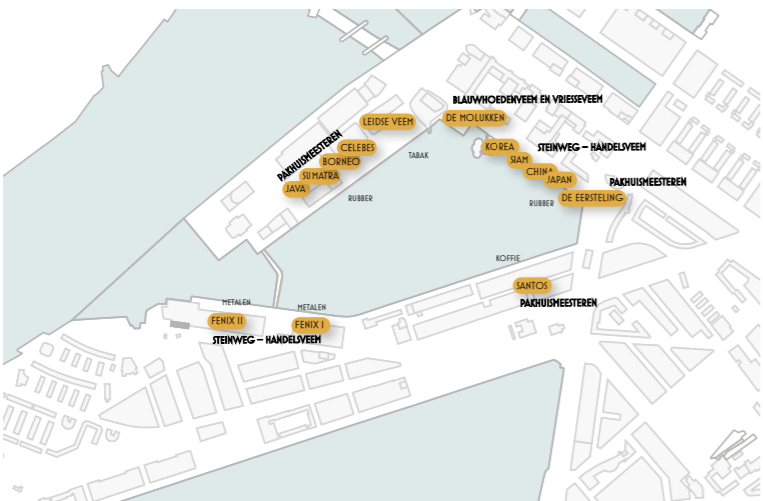 BLAUWHOEDENVEEM EN VRIESSEVEEM
LEIDSE VEEM
DE MOLUKKEN
PAKHUISMEESTEREN
CELEBES
BORNEO
SUMATRA
JAVA
TABAK
KOREA
STEINWEG – HANDELSVEEM
SIAM
CHINA
JAPAN
PAKHUISMEESTEREN
DE EERSTELING
RUBBER
RUBBER
KOFFIE
SANTOS
PAKHUISMEESTEREN
METALEN
METALEN
FENIX II
FENIX I
STEINWEG – HANDELSVEEM